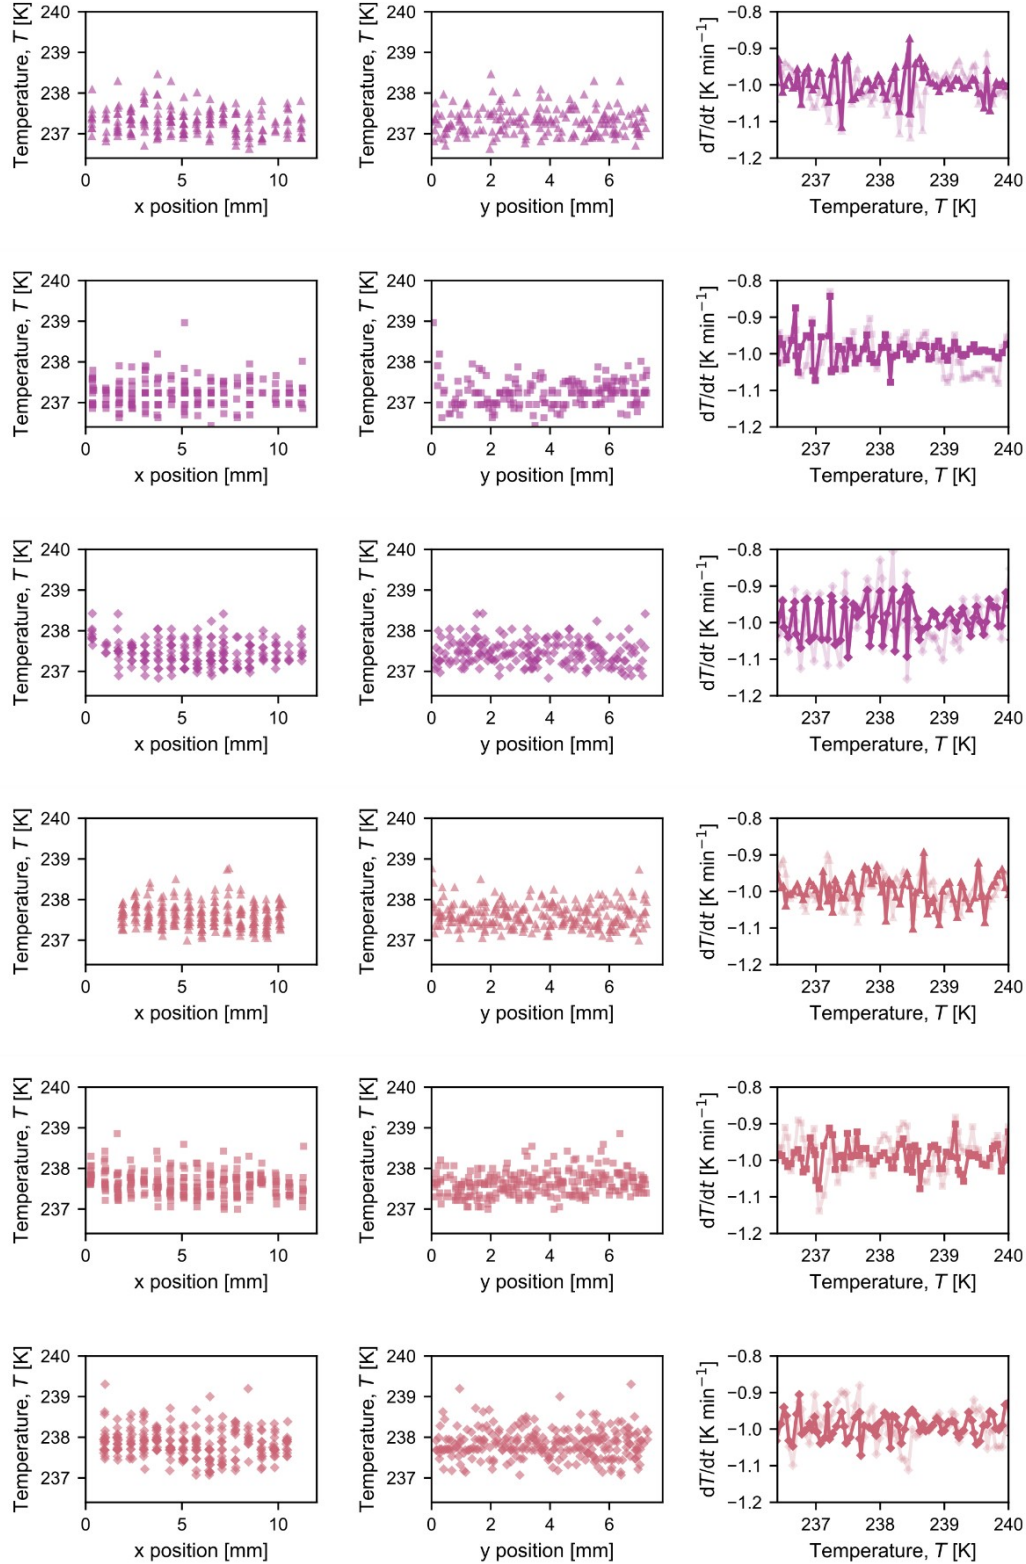 240
239
238
237
Temperature, T [K]
0 5 10
x position [mm]
240
239
238
237
Temperature, T [K]
0 2 4 6
y position [mm]
−0.8
−0.9
−1.0
−1.1
−1.2
dT/dt [K min−1]
237 238 239 240
Temperature, T [K]
240
239
238
237
Temperature, T [K]
0 5 10
x position [mm]
240
239
238
237
Temperature, T [K]
0 2 4 6
y position [mm]
−0.8
−0.9
−1.0
−1.1
−1.2
dT/dt [K min−1]
237 238 239 240
Temperature, T [K]
240
239
238
237
Temperature, T [K]
0 5 10
x position [mm]
240
239
238
237
Temperature, T [K]
0 2 4 6
y position [mm]
−0.8
−0.9
−1.0
−1.1
−1.2
dT/dt [K min−1]
237 238 239 240
Temperature, T [K]
240
239
238
237
Temperature, T [K]
0 5 10
x position [mm]
240
239
238
237
Temperature, T [K]
0 2 4 6
y position [mm]
−0.8
−0.9
−1.0
−1.1
−1.2
dT/dt [K min−1]
237 238 239 240
Temperature, T [K]
240
239
238
237
Temperature, T [K]
0 5 10
x position [mm]
240
239
238
237
Temperature, T [K]
0 2 4 6
y position [mm]
−0.8
−0.9
−1.0
−1.1
−1.2
dT/dt [K min−1]
237 238 239 240
Temperature, T [K]
240
239
238
237
Temperature, T [K]
0 5 10
x position [mm]
240
239
238
237
Temperature, T [K]
0 2 4 6
y position [mm]
−0.8
−0.9
−1.0
−1.1
−1.2
dT/dt [K min−1]
237 238 239 240
Temperature, T [K]